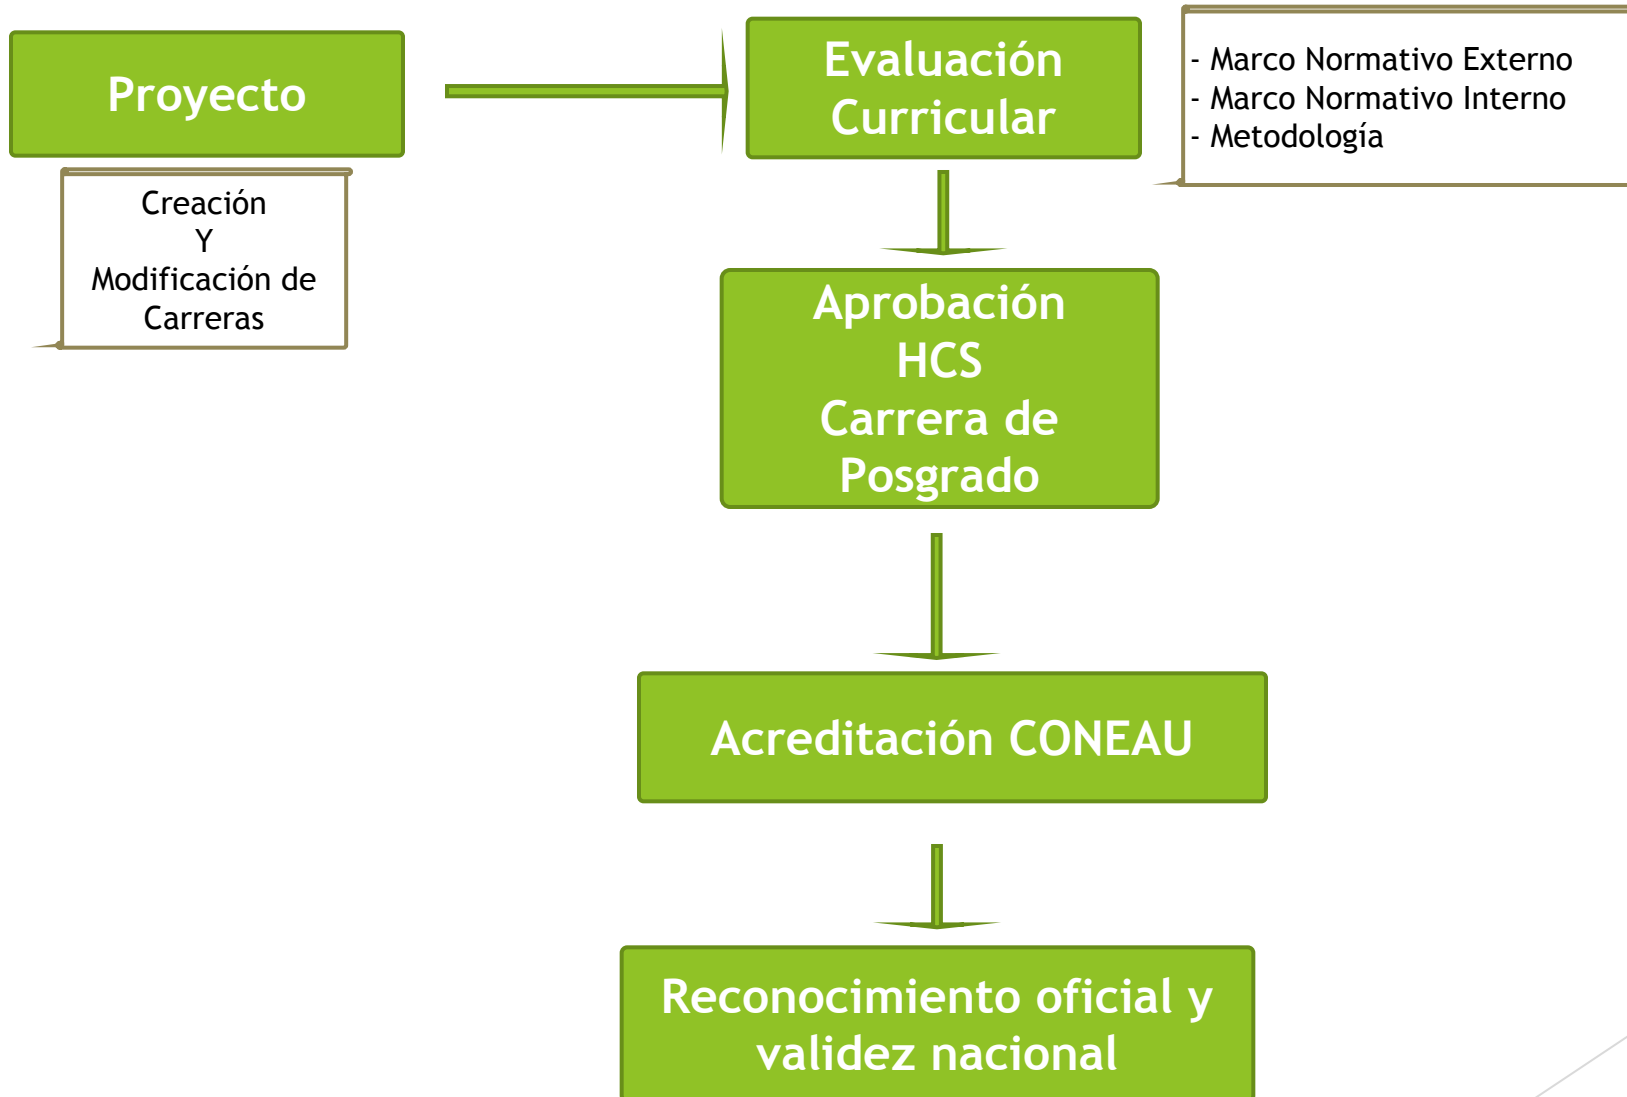 Proyecto
Creación
Y
Modificación de
Carreras
Evaluación
Curricular
- Marco Normativo Externo
- Marco Normativo Interno
- Metodología
Aprobación
HCS
Carrera de
Posgrado
Acreditación CONEAU
Reconocimiento oficial y
validez nacional